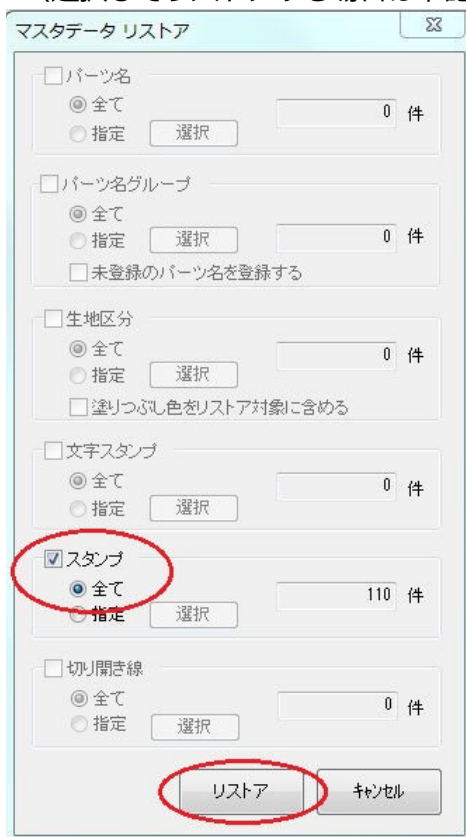 マスタデータ リストア
パーツ名
全て
0 件
指定 選択
パーツ名グループ
全て
0 件
指定 選択
未登録のパーツ名を登録する
生地区分
全て
0 件
指定 選択
塗りつぶし色をリストア対象に含める
文字スタンプ
全て
0 件
指定 選択
スタンプ
全て
110 件
指定 選択
切り開き線
全て
0 件
指定 選択
リストア キャンセル